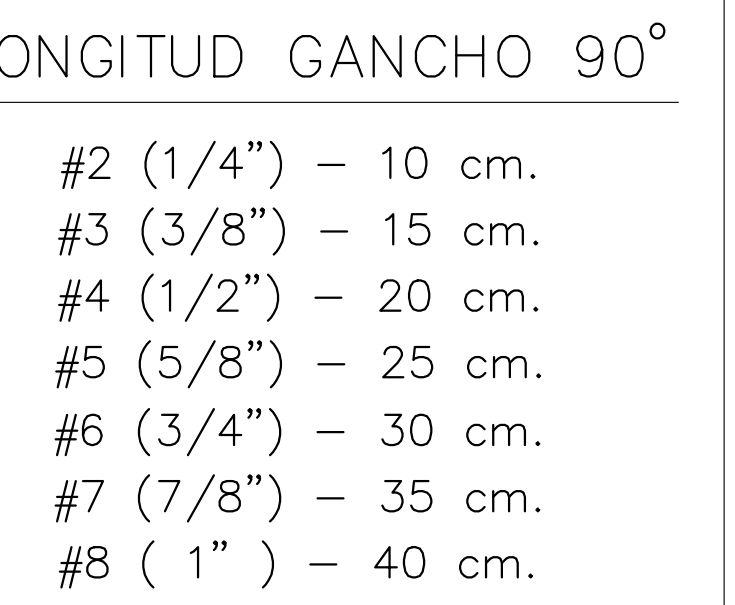 ONGITUD GANCHO 90°
#2 (1/4") – 10 cm.
#3 (3/8") – 15 cm.
#4 (1/2") – 20 cm.
#5 (5/8") – 25 cm.
#6 (3/4") – 30 cm.
#7 (7/8") – 35 cm.
#8 ( 1" ) – 40 cm.